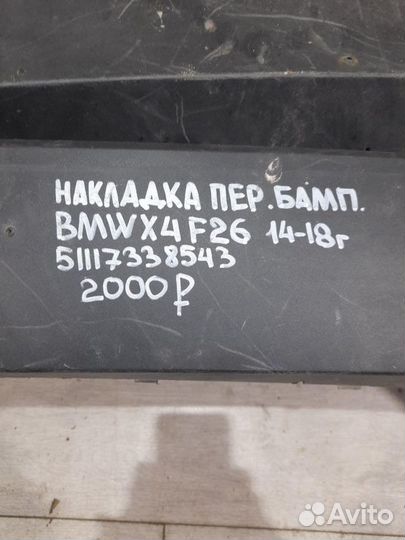 НАКЛАДКА ПЕР.БАМП.
BMW X4 F26 14-18г
51117338543
2000₽
Avito